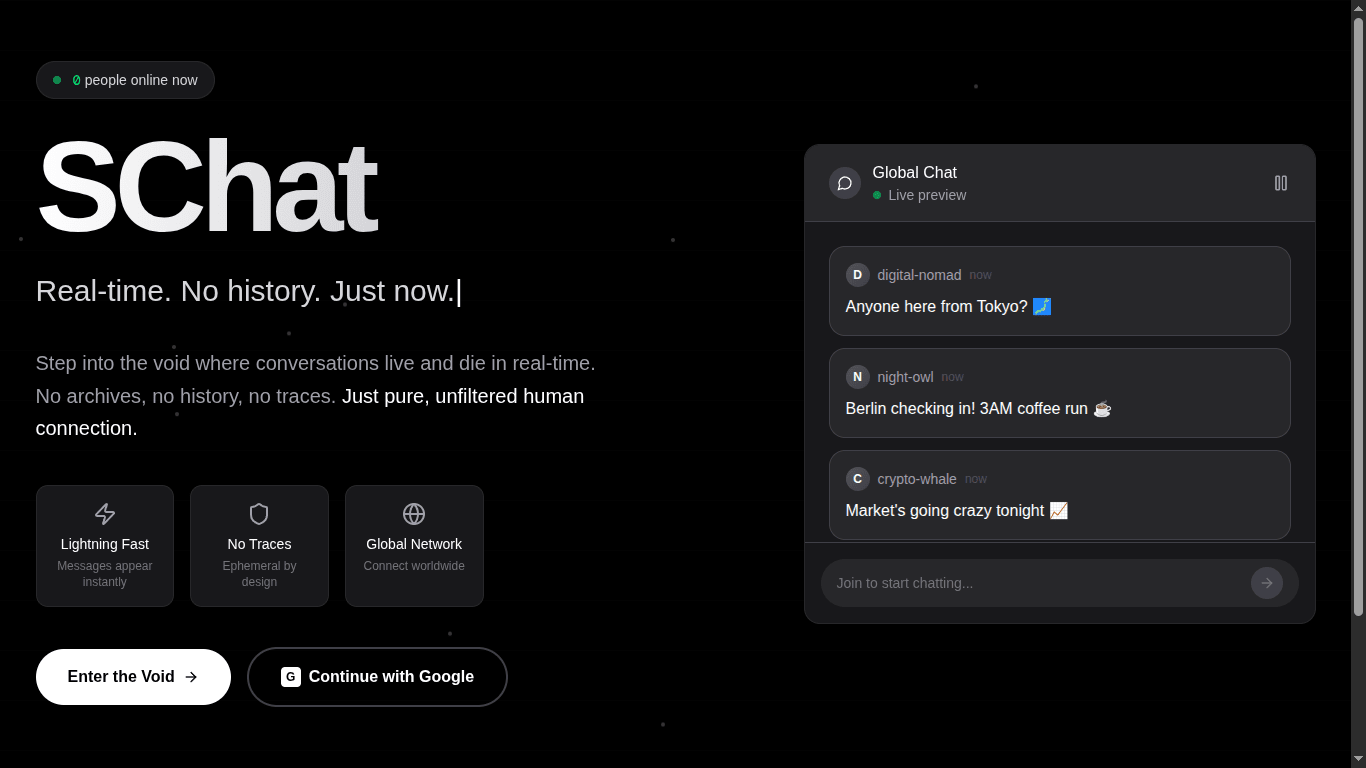 0 people online now
SChat
Real-time. No history. Just now.|
Step into the void where conversations live and die in real-time.
No archives, no history, no traces. Just pure, unfiltered human
connection.
Lightning Fast
Messages appear
instantly
No Traces
Ephemeral by
design
Global Network
Connect worldwide
Enter the Void
G Continue with Google
Global Chat
Live preview
D digital-nomad now
Anyone here from Tokyo? 🗾
N night-owl now
Berlin checking in! 3AM coffee run ☕
C crypto-whale now
Market's going crazy tonight 📈
Join to start chatting...